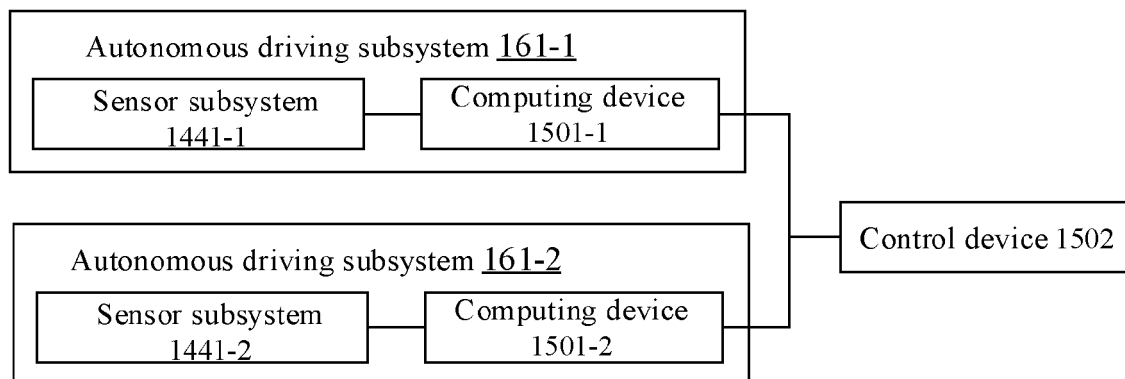 Autonomous driving subsystem 161-1
Sensor subsystem
1441-1
Computing device
1501-1
Control device 1502
Autonomous driving subsystem 161-2
Sensor subsystem
1441-2
Computing device
1501-2